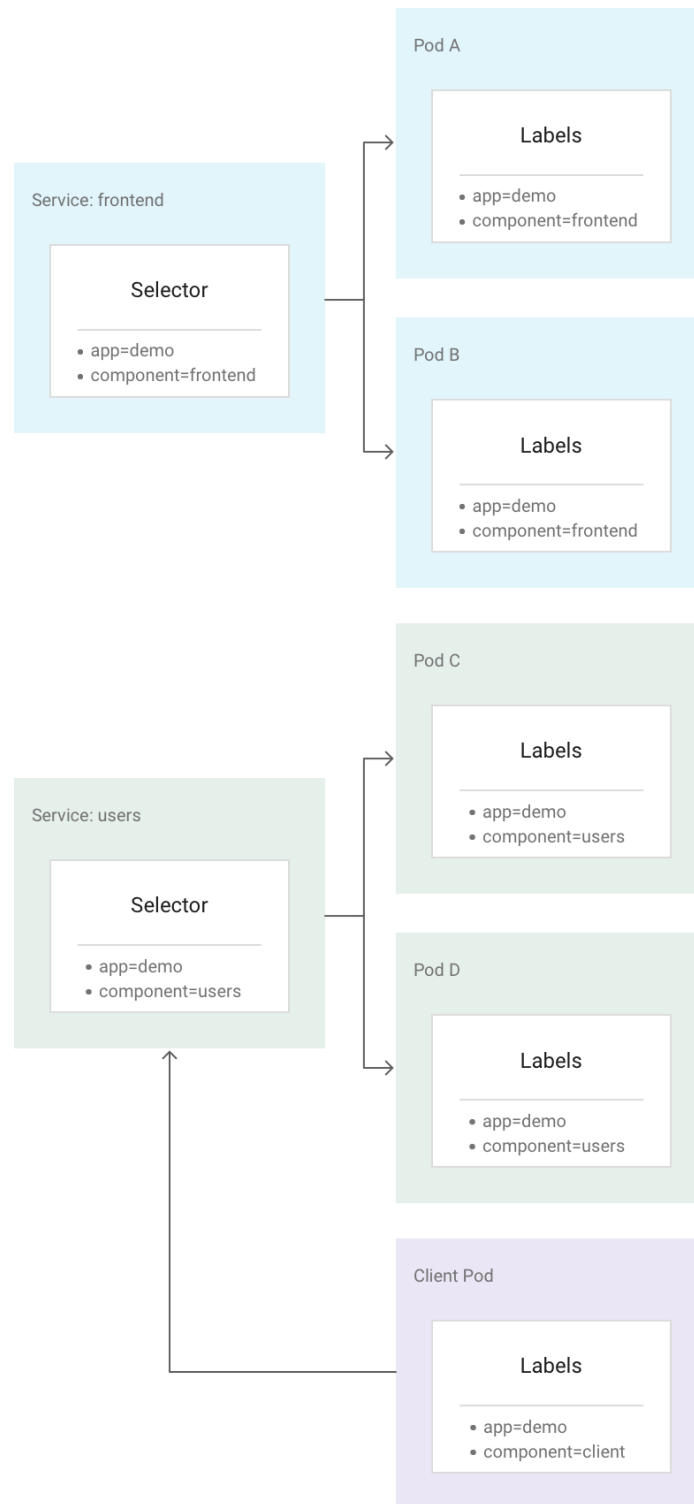 Pod A
Labels
• app=demo
• component=frontend
Service: frontend
Selector
• app=demo
• component=frontend
Pod B
Labels
• app=demo
• component=frontend
Pod C
Labels
• app=demo
• component=users
Service: users
Selector
• app=demo
• component=users
Pod D
Labels
• app=demo
• component=users
Client Pod
Labels
• app=demo
• component=client